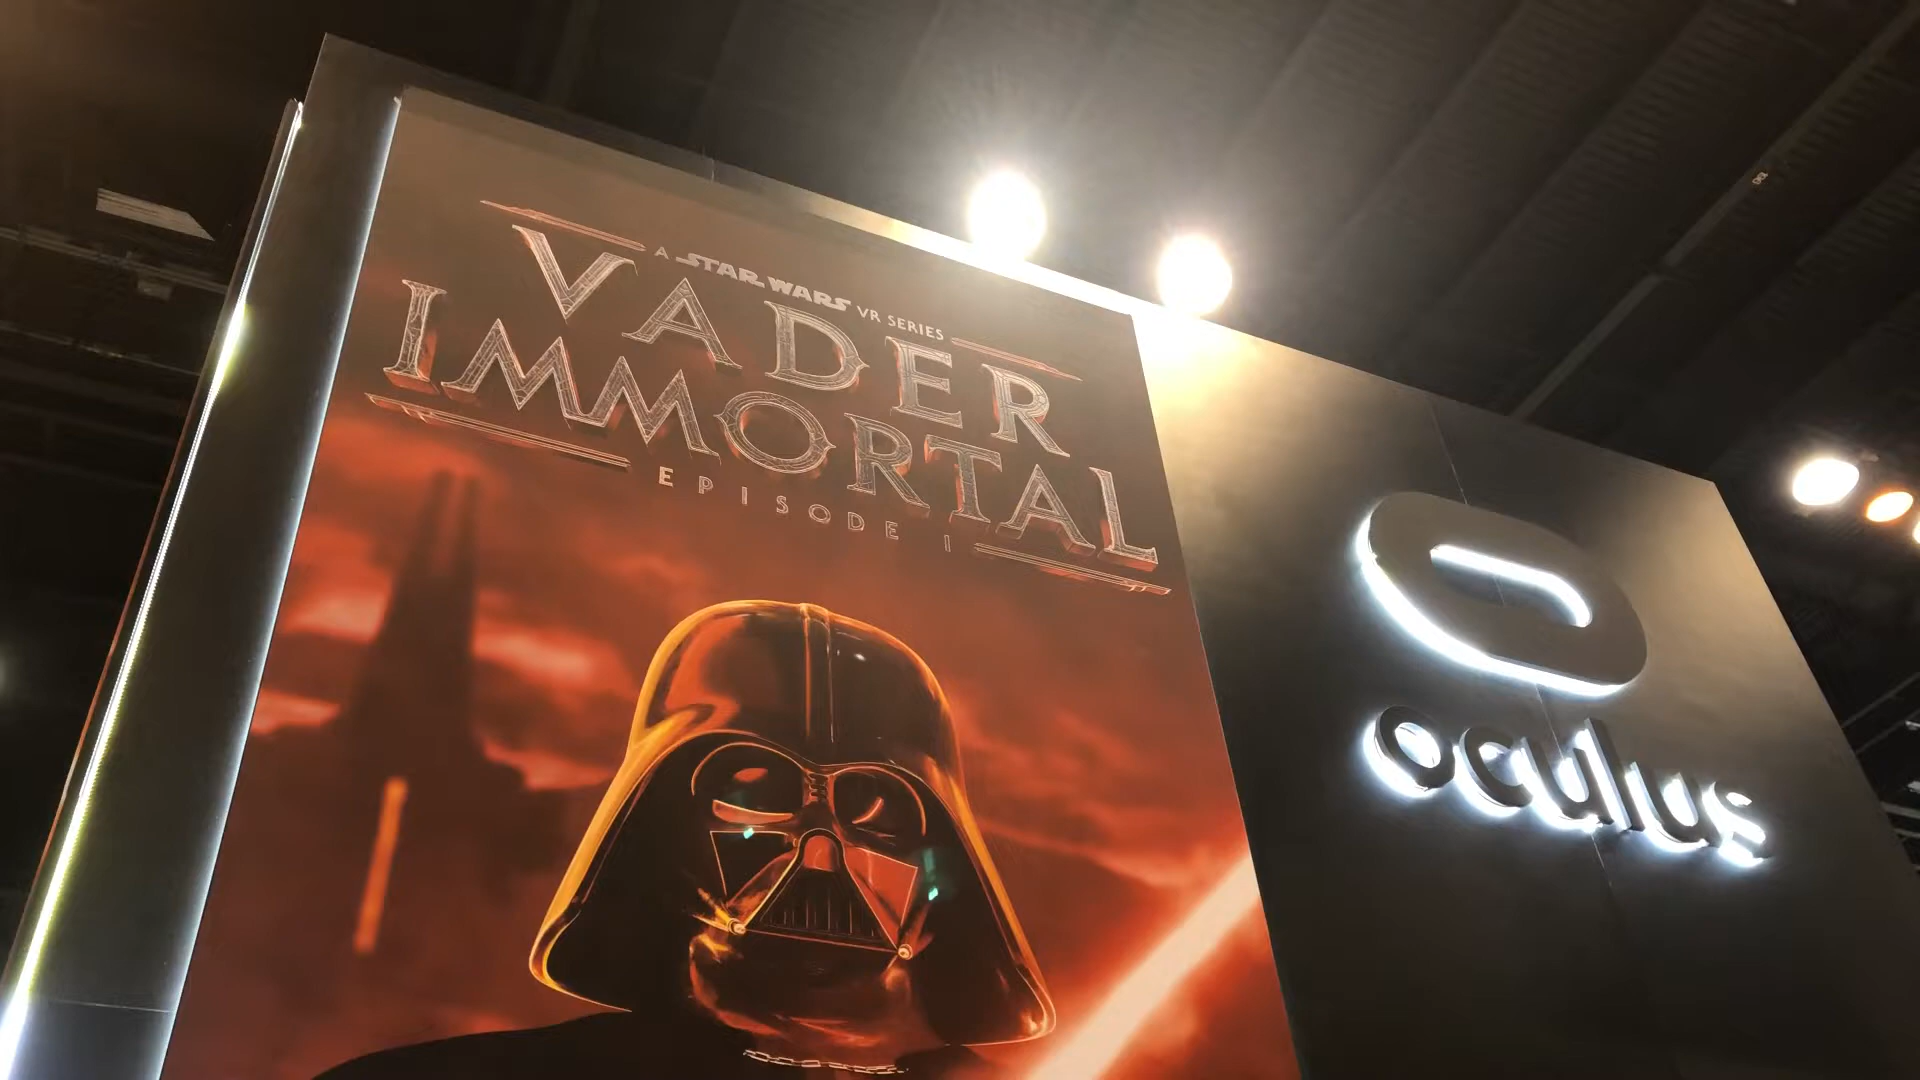 A STAR WARS VR SERIES
VADER
IMMORTAL
EPISODE I
oculus